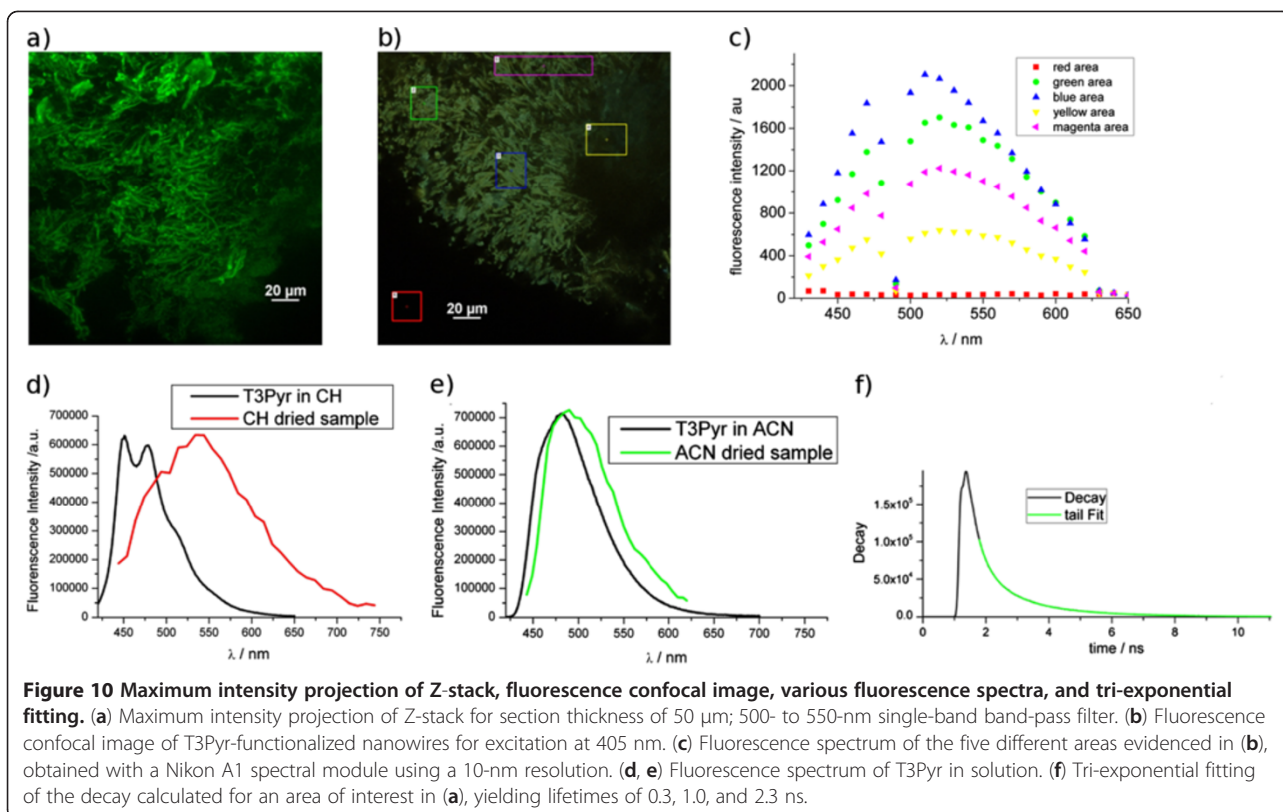 a)
20 µm
b)
20 µm
c)
fluorescence intensity / au
2000
1600
1200
800
400
0
red area
green area
blue area
yellow area
magenta area
450
500
550
600
650
λ / nm
d)
Fluorenscence Intensity /a.u.
700000
600000
500000
400000
300000
200000
100000
0
T3Pyr in CH
CH dried sample
450
500
550
600
650
700
750
λ / nm
e)
Fluorenscence Intensity /a.u.
700000
600000
500000
400000
300000
200000
100000
0
T3Pyr in ACN
ACN dried sample
450
500
550
600
650
700
750
λ / nm
f)
Decay
1.5x10⁵
1.0x10⁵
5.0x10⁴
0.0
Decay
tail Fit
0
2
4
6
8
10
time / ns
Figure 10 Maximum intensity projection of Z-stack, fluorescence confocal image, various fluorescence spectra, and tri-exponential
fitting. (a) Maximum intensity projection of Z-stack for section thickness of 50 μm; 500- to 550-nm single-band band-pass filter. (b) Fluorescence
confocal image of T3Pyr-functionalized nanowires for excitation at 405 nm. (c) Fluorescence spectrum of the five different areas evidenced in (b),
obtained with a Nikon A1 spectral module using a 10-nm resolution. (d, e) Fluorescence spectrum of T3Pyr in solution. (f) Tri-exponential fitting
of the decay calculated for an area of interest in (a), yielding lifetimes of 0.3, 1.0, and 2.3 ns.